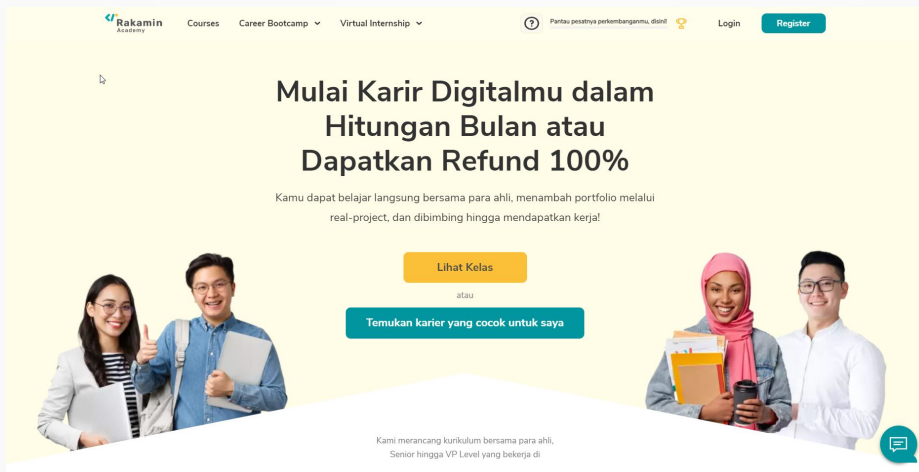 Rakamin
Academy
Courses
Career Bootcamp
Virtual Internship
?
Pantau pesatnya perkembanganmu, disini!
Login
Register
Mulai Karir Digitalmu dalam
Hitungan Bulan atau
Dapatkan Refund 100%
Kamu dapat belajar langsung bersama para ahli, menambah portfolio melalui
real-project, dan dibimbing hingga mendapatkan kerja!
Lihat Kelas
atau
Temukan karier yang cocok untuk saya
Kami merancang kurikulum bersama para ahli,
Senior hingga VP Level yang bekerja di